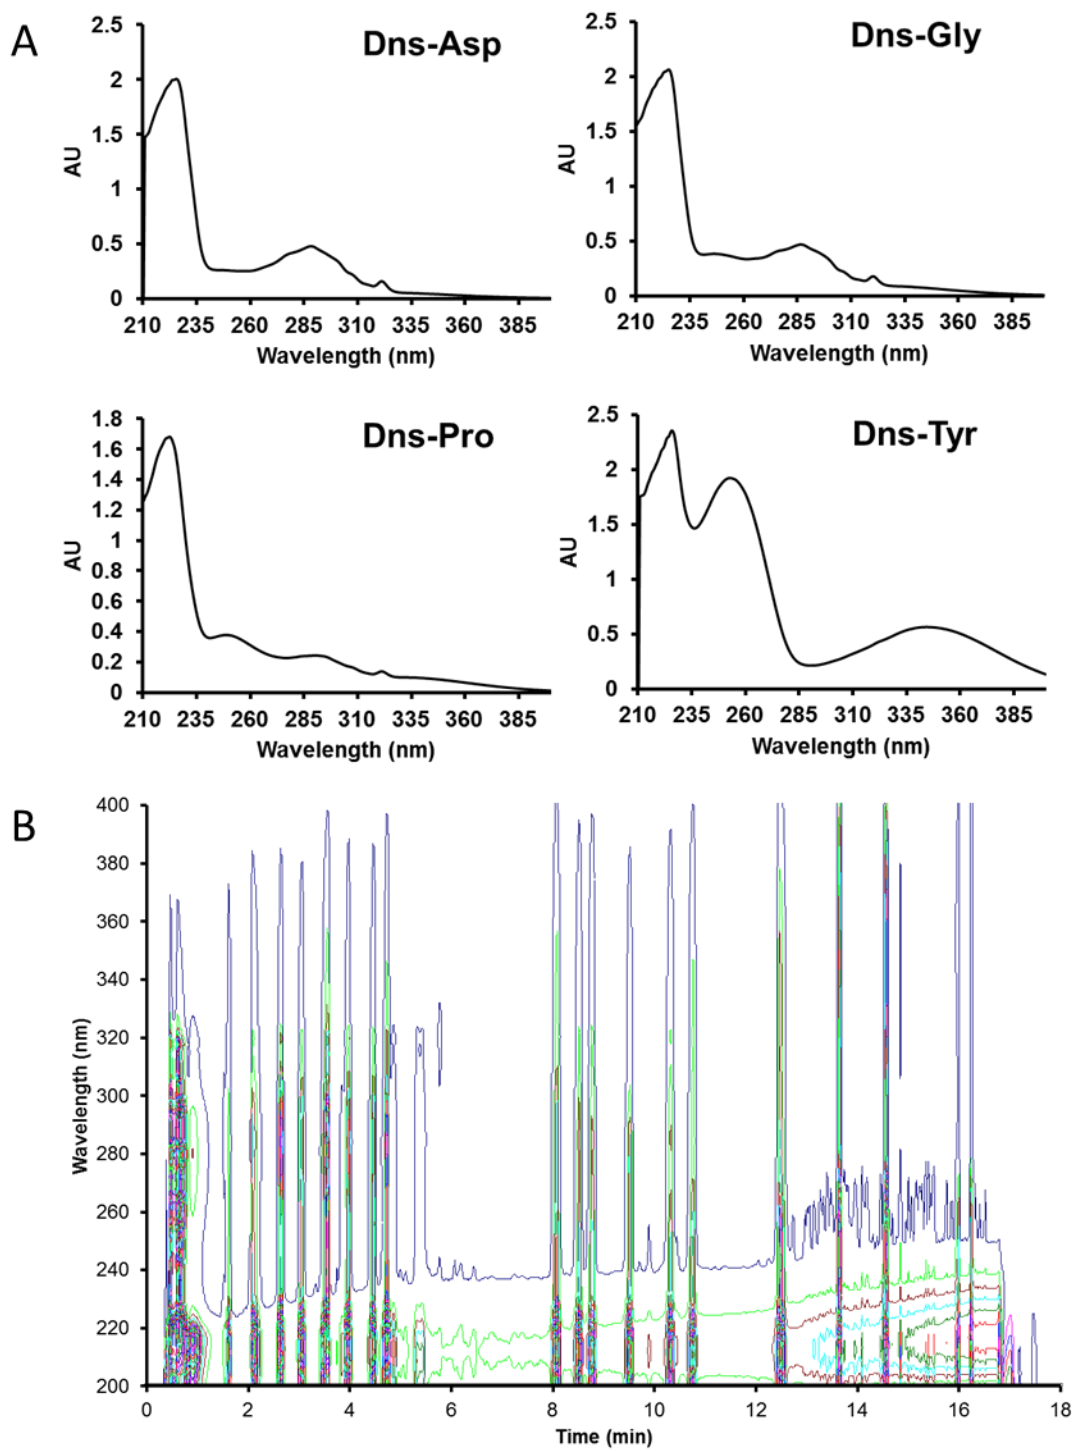 A
Dns-Asp
2.5
2
1.5
1
0.5
0
AU
210 235 260 285 310 335 360 385
Wavelength (nm)
Dns-Gly
2.5
2
1.5
1
0.5
0
AU
210 235 260 285 310 335 360 385
Wavelength (nm)
Dns-Pro
1.8
1.6
1.4
1.2
1
0.8
0.6
0.4
0.2
0
AU
210 235 260 285 310 335 360 385
Wavelength (nm)
Dns-Tyr
2.5
2
1.5
1
0.5
0
AU
210 235 260 285 310 335 360 385
Wavelength (nm)
B
400
380
360
340
320
300
280
260
240
220
200
Wavelength (nm)
0 2 4 6 8 10 12 14 16 18
Time (min)